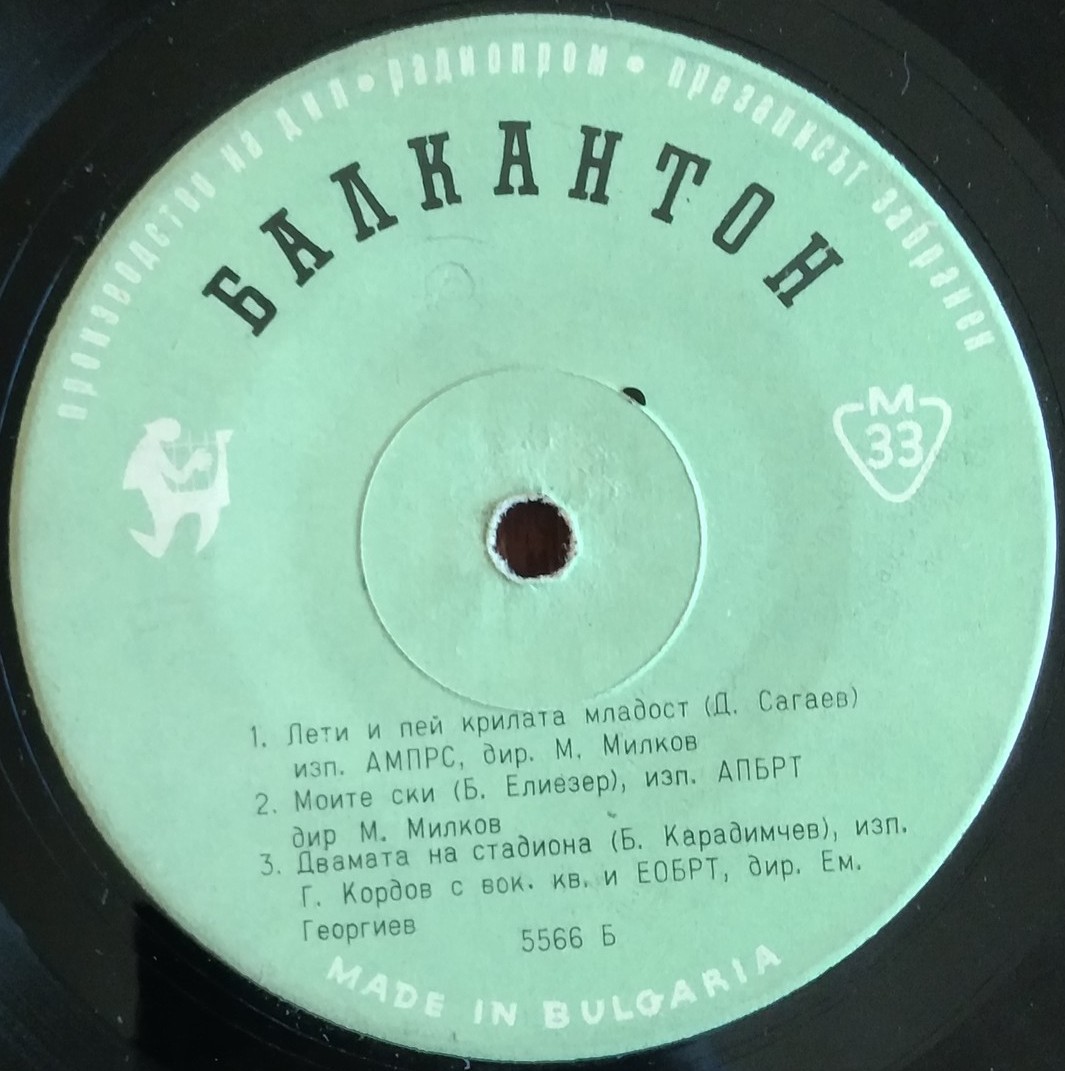 производство на дип • радиопром • презаписът забранен
БАЛКАНТОН
М
33
1. Лети и пей крилата младост (Д. Сагаев)
изп. АМПРС, дир. М. Милков
2. Моите ски (Б. Елиезер), изп. АПБРТ
дир М. Милков
3. Двамата на стадиона (Б. Карадимчев), изп.
Г. Кордов с вок. кв. и ЕОБРТ, дир. Ем.
Георгиев
5566 Б
MADE IN BULGARIA